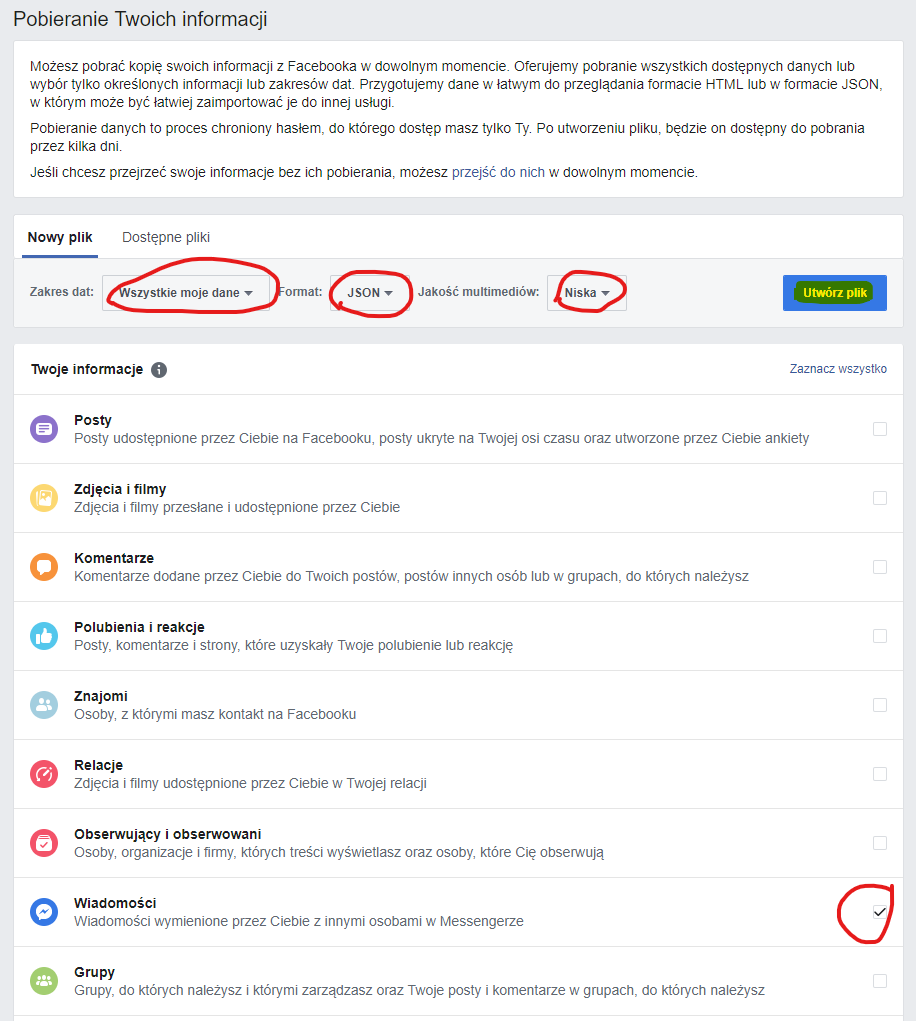 Pobieranie Twoich informacji
Możesz pobrać kopię swoich informacji z Facebooka w dowolnym momencie. Oferujemy pobranie wszystkich dostępnych danych lub
wybór tylko określonych informacji lub zakresów dat. Przygotujemy dane w łatwym do przeglądania formacie HTML lub w formacie JSON,
w którym może być łatwiej zaimportować je do innej usługi.
Pobieranie danych to proces chroniony hasłem, do którego dostęp masz tylko Ty. Po utworzeniu pliku, będzie on dostępny do pobrania
przez kilka dni.
Jeśli chcesz przejrzeć swoje informacje bez ich pobierania, możesz przejść do nich w dowolnym momencie.
Nowy plik Dostępne pliki
Zakres dat: Wszystkie moje dane Format: JSON Jakość multimediów: Niska Utwórz plik
Twoje informacje Zaznacz wszystko
Posty
Posty udostępnione przez Ciebie na Facebooku, posty ukryte na Twojej osi czasu oraz utworzone przez Ciebie ankiety
Zdjęcia i filmy
Zdjęcia i filmy przesłane i udostępnione przez Ciebie
Komentarze
Komentarze dodane przez Ciebie do Twoich postów, postów innych osób lub w grupach, do których należysz
Polubienia i reakcje
Posty, komentarze i strony, które uzyskały Twoje polubienie lub reakcję
Znajomi
Osoby, z którymi masz kontakt na Facebooku
Relacje
Zdjęcia i filmy udostępnione przez Ciebie w Twojej relacji
Obserwujący i obserwowani
Osoby, organizacje i firmy, których treści wyświetlasz oraz osoby, które Cię obserwują
Wiadomości
Wiadomości wymienione przez Ciebie z innymi osobami w Messengerze
Grupy
Grupy, do których należysz i którymi zarządzasz oraz Twoje posty i komentarze w grupach, do których należysz